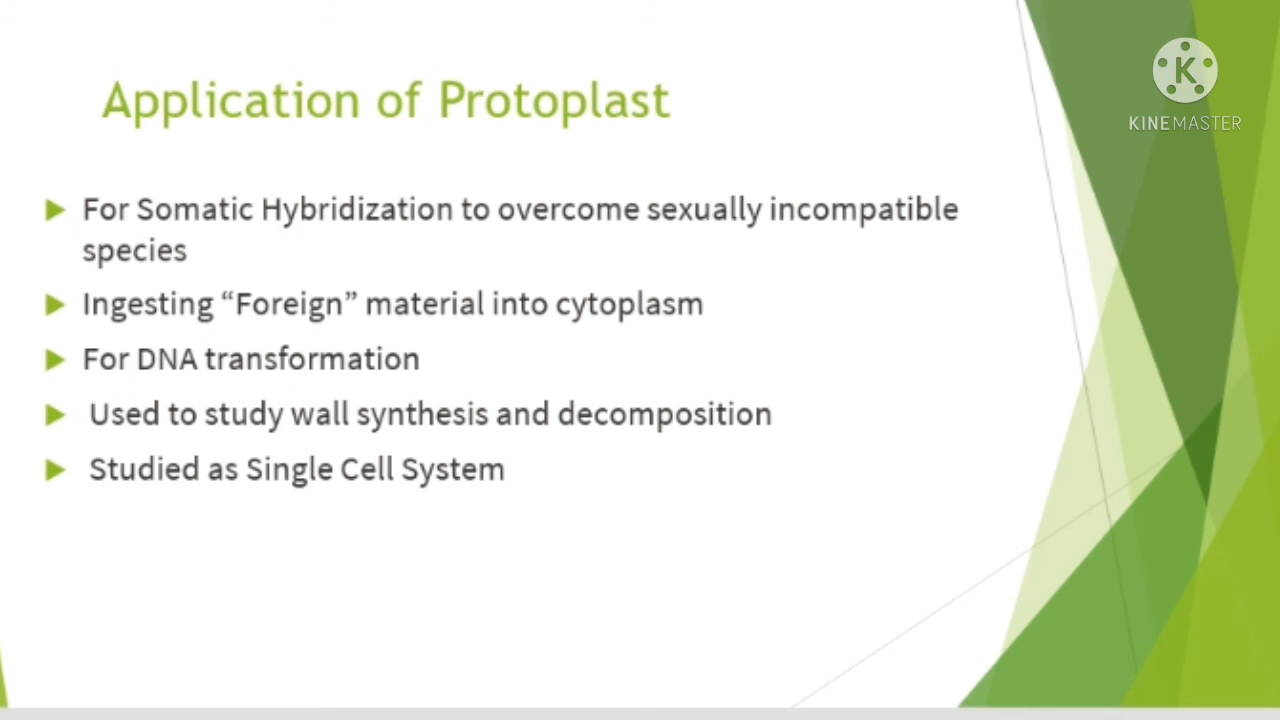 Application of Protoplast
K
KINEMASTER
For Somatic Hybridization to overcome sexually incompatible
species
Ingesting “Foreign” material into cytoplasm
For DNA transformation
Used to study wall synthesis and decomposition
Studied as Single Cell System